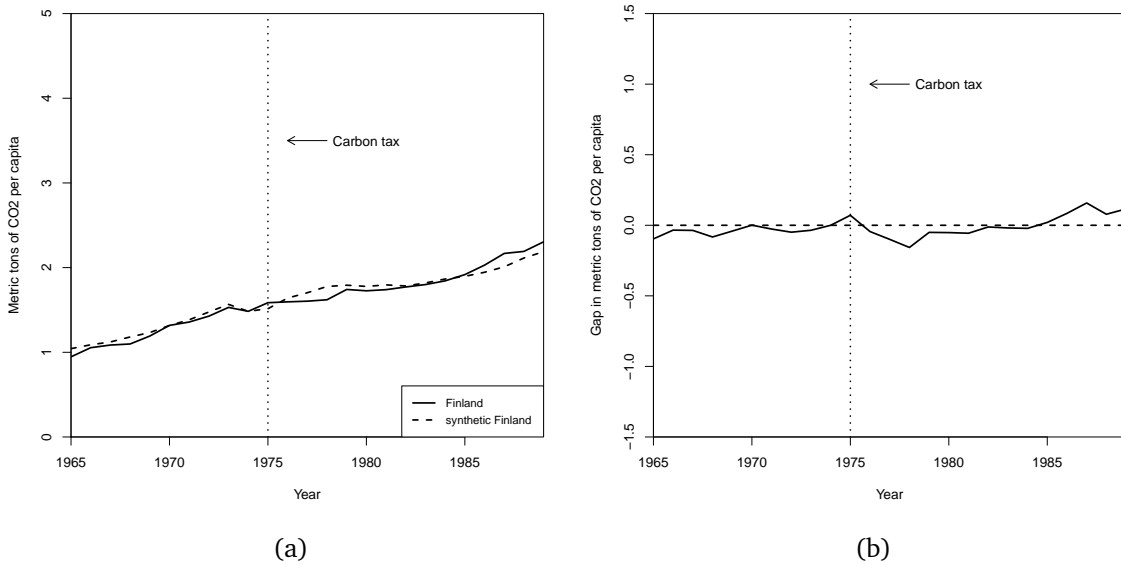 5
4
3
2
1
0
Metric tons of CO2 per capita
Carbon tax
Finland
synthetic Finland
1965
1970
1975
1980
1985
Year
(a)
1.5
1.0
0.5
0.0
−0.5
−1.0
−1.5
Gap in metric tons of CO2 per capita
Carbon tax
1965
1970
1975
1980
1985
Year
(b)